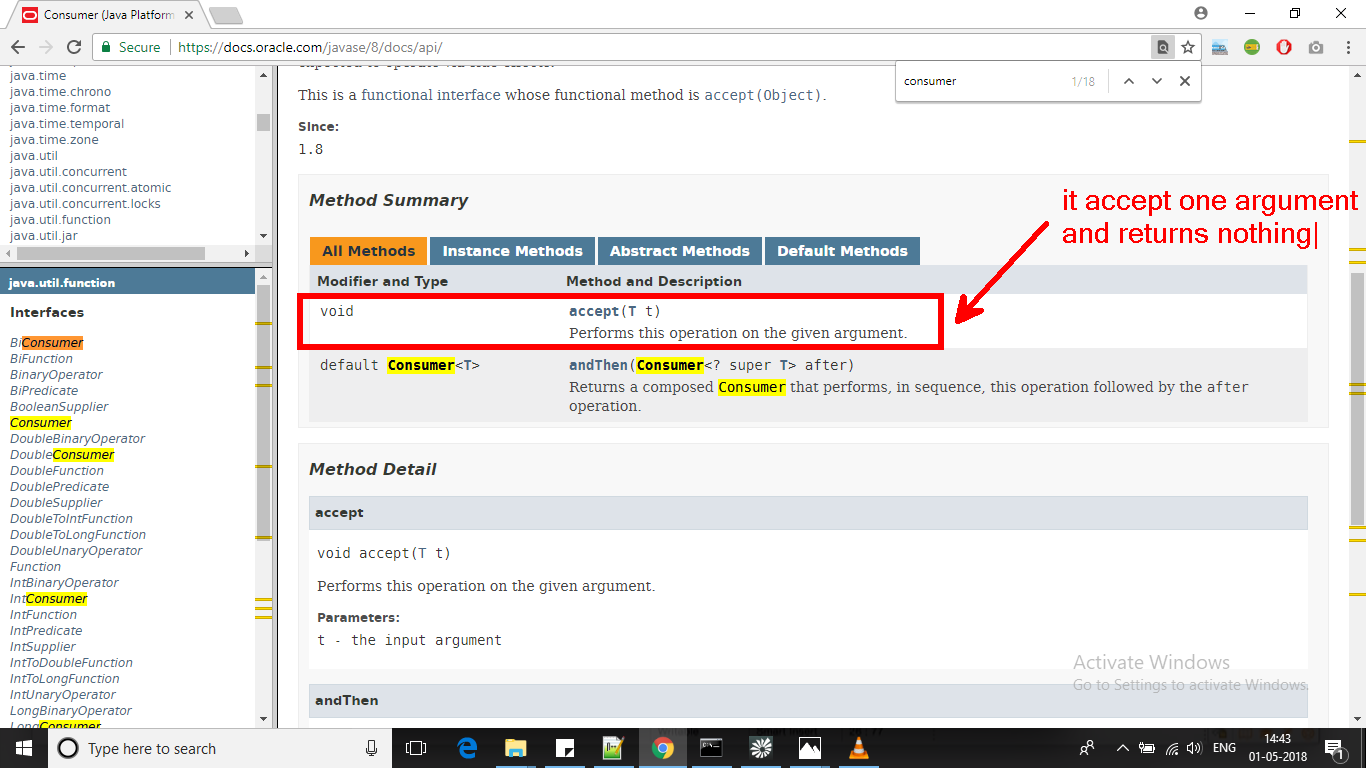 Consumer (Java Platform
Secure
https://docs.oracle.com/javase/8/docs/api/
consumer
1/18
java.time
java.time.chrono
java.time.format
java.time.temporal
java.time.zone
java.util
java.util.concurrent
java.util.concurrent.atomic
java.util.concurrent.locks
java.util.function
java.util.jar
java.util.function
Interfaces
BiConsumer
BiFunction
BinaryOperator
BiPredicate
BooleanSupplier
Consumer
DoubleBinaryOperator
DoubleConsumer
DoubleFunction
DoublePredicate
DoubleSupplier
DoubleToIntFunction
DoubleToLongFunction
DoubleUnaryOperator
Function
IntBinaryOperator
IntConsumer
IntFunction
IntPredicate
IntSupplier
IntToDoubleFunction
IntToLongFunction
IntUnaryOperator
LongBinaryOperator
LongConsumer
This is a functional interface whose functional method is accept(Object).
Since:
1.8
Method Summary
All Methods Instance Methods Abstract Methods Default Methods
Modifier and Type Method and Description
void accept(T t)
Performs this operation on the given argument.
default Consumer<T> andThen(Consumer<? super T> after)
Returns a composed Consumer that performs, in sequence, this operation followed by the after
operation.
it accept one argument
and returns nothing
Method Detail
accept
void accept(T t)
Performs this operation on the given argument.
Parameters:
t - the input argument
andThen
Activate Windows
Go to Settings to activate Windows.
Type here to search
ENG
14:43
01-05-2018
1